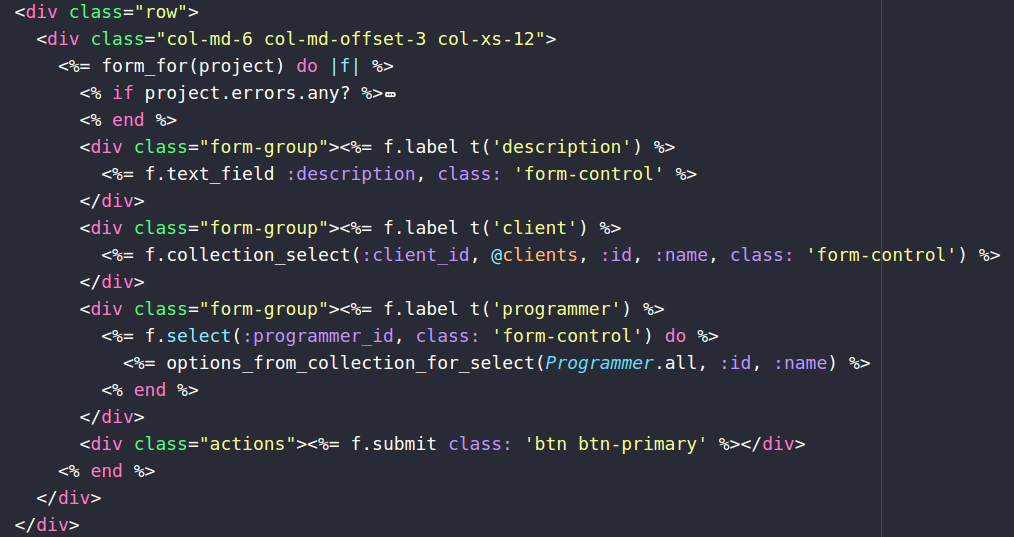 <div class="row">
  <div class="col-md-6 col-md-offset-3 col-xs-12">
    <%= form_for(project) do |f| %>
      <% if project.errors.any? %>
      <% end %>
      <div class="form-group"><%= f.label t('description') %>
        <%= f.text_field :description, class: 'form-control' %>
      </div>
      <div class="form-group"><%= f.label t('client') %>
        <%= f.collection_select(:client_id, @clients, :id, :name, class: 'form-control') %>
      </div>
      <div class="form-group"><%= f.label t('programmer') %>
        <%= f.select(:programmer_id, class: 'form-control') do %>
          <%= options_from_collection_for_select(Programmer.all, :id, :name) %>
        <% end %>
      </div>
      <div class="actions"><%= f.submit class: 'btn btn-primary' %></div>
    <% end %>
  </div>
</div>